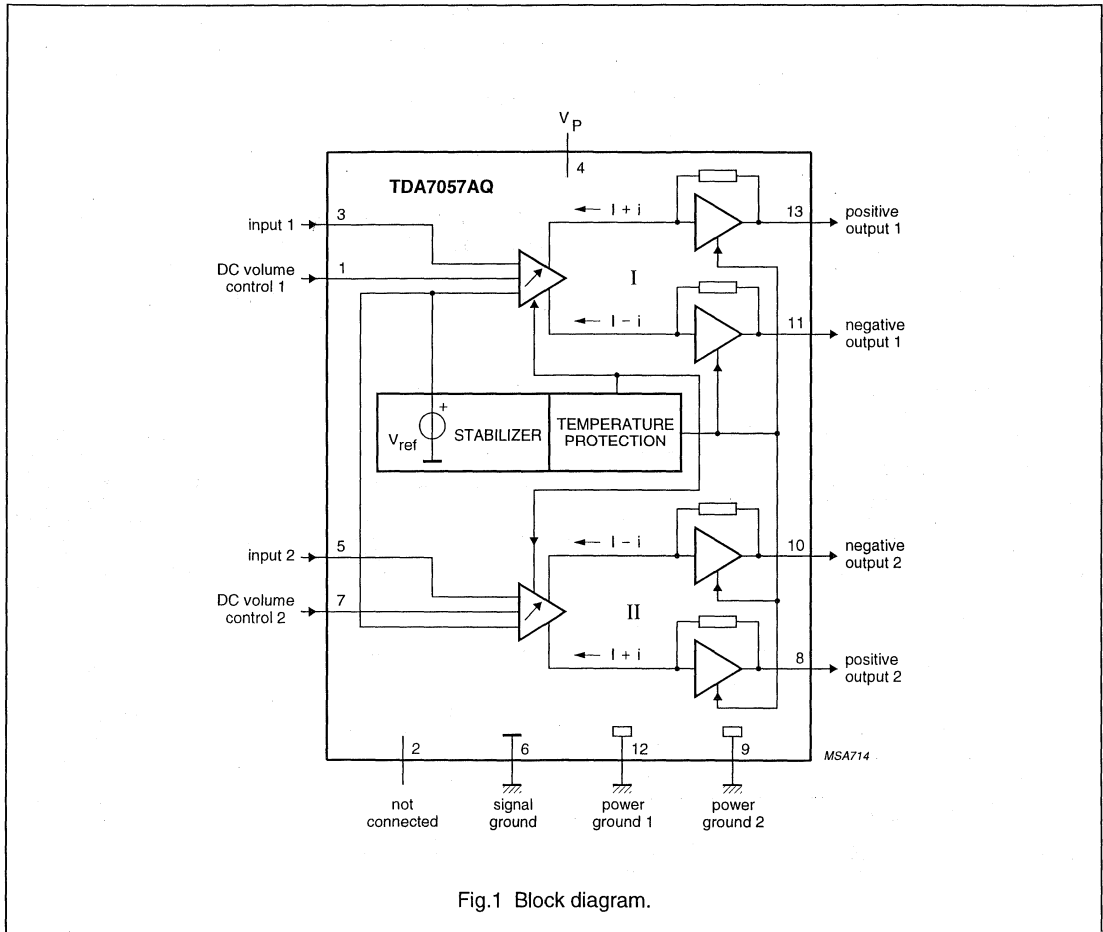 V P
4
TDA7057AQ
input 1
3
DC volume
control 1
1
I + i
I
I – i
13
positive
output 1
11
negative
output 1
V ref
+
STABILIZER
TEMPERATURE
PROTECTION
input 2
5
DC volume
control 2
7
I – i
II
I + i
10
negative
output 2
8
positive
output 2
2
6
12
9
MSA714
not
connected
signal
ground
power
ground 1
power
ground 2
Fig.1 Block diagram.